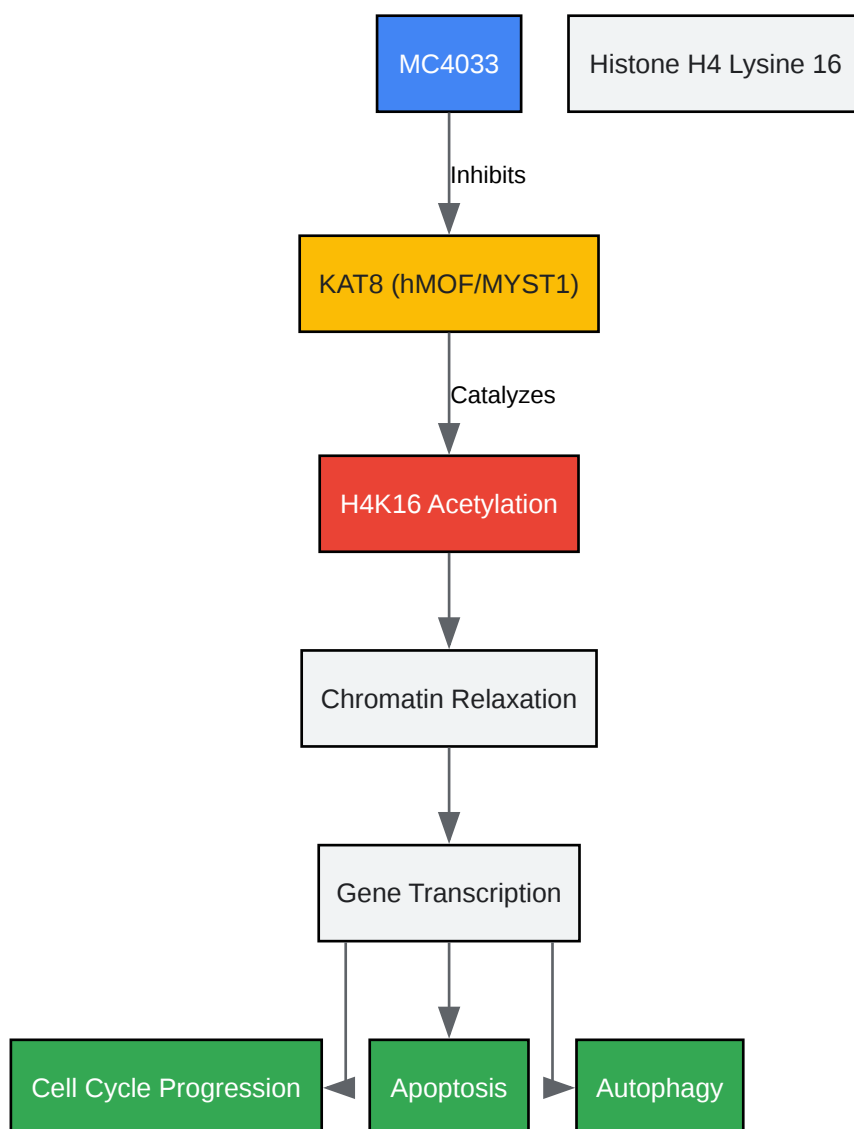 MC4033
Histone H4 Lysine 16
Inhibits
KAT8 (hMOF/MYST1)
Catalyzes
H4K16 Acetylation
Chromatin Relaxation
Gene Transcription
Cell Cycle Progression
Apoptosis
Autophagy